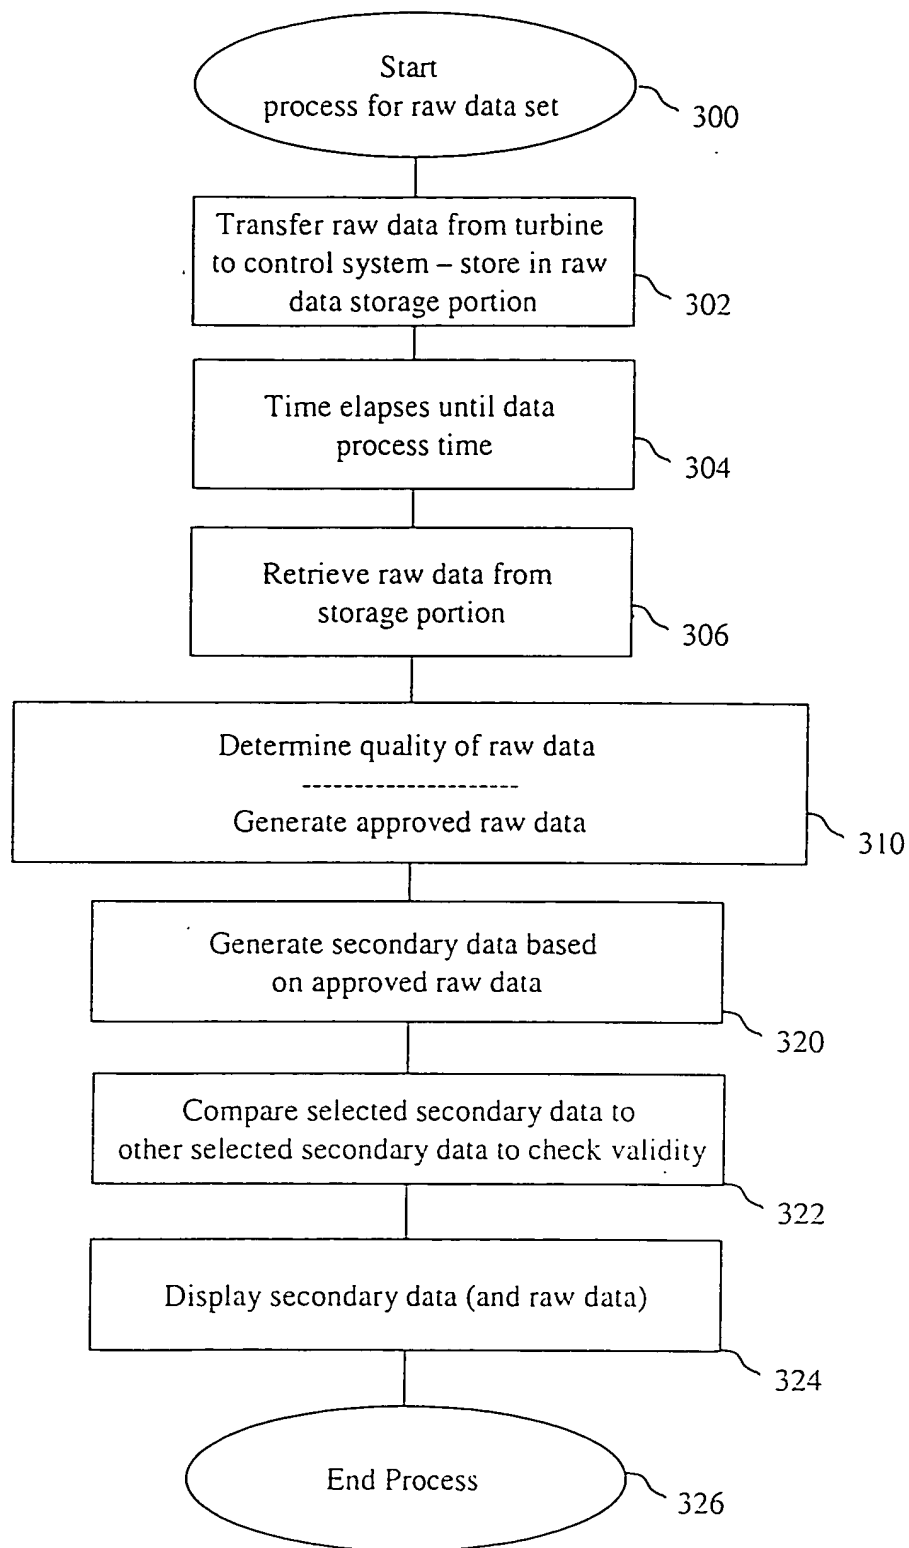 Start
process for raw data set
300
Transfer raw data from turbine
to control system – store in raw
data storage portion
302
Time elapses until data
process time
304
Retrieve raw data from
storage portion
306
Determine quality of raw data
---------------------
Generate approved raw data
310
Generate secondary data based
on approved raw data
320
Compare selected secondary data to
other selected secondary data to check validity
322
Display secondary data (and raw data)
324
End Process
326